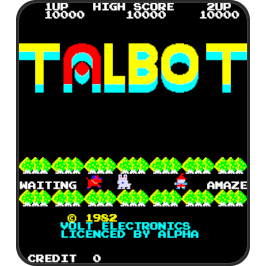 1UP HIGH SCORE 2UP
10000 10000 10000
TALBOT
WAITING AMAZE
© 1982
VOLT ELECTRONICS
LICENCED BY ALPHA
CREDIT 0